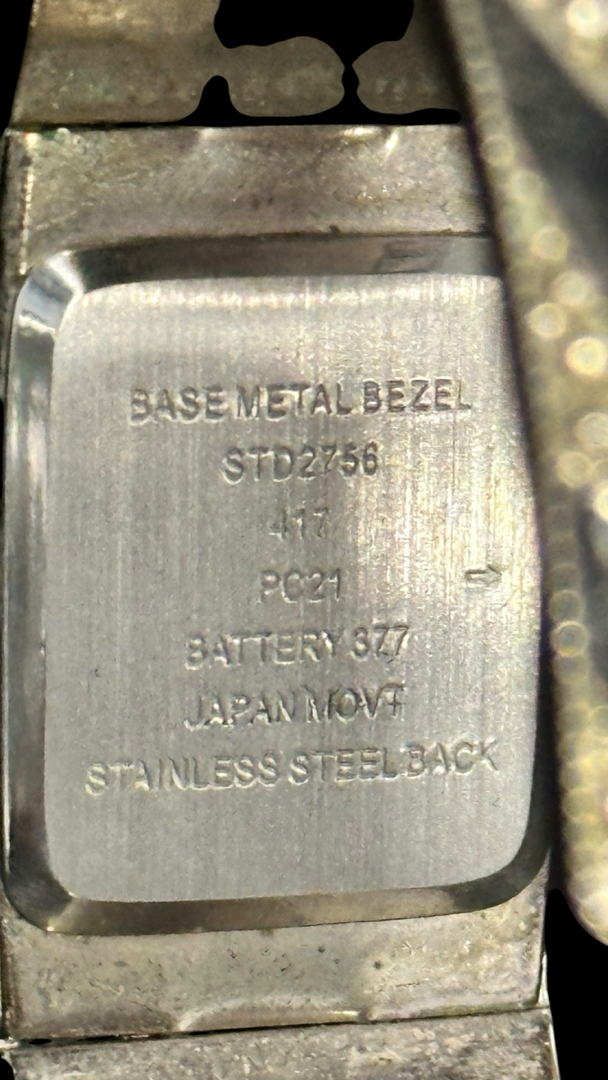 BASE METAL BEZEL
STD2756
417
PC21
BATTERY 377
JAPAN MOVT
STAINLESS STEEL BACK